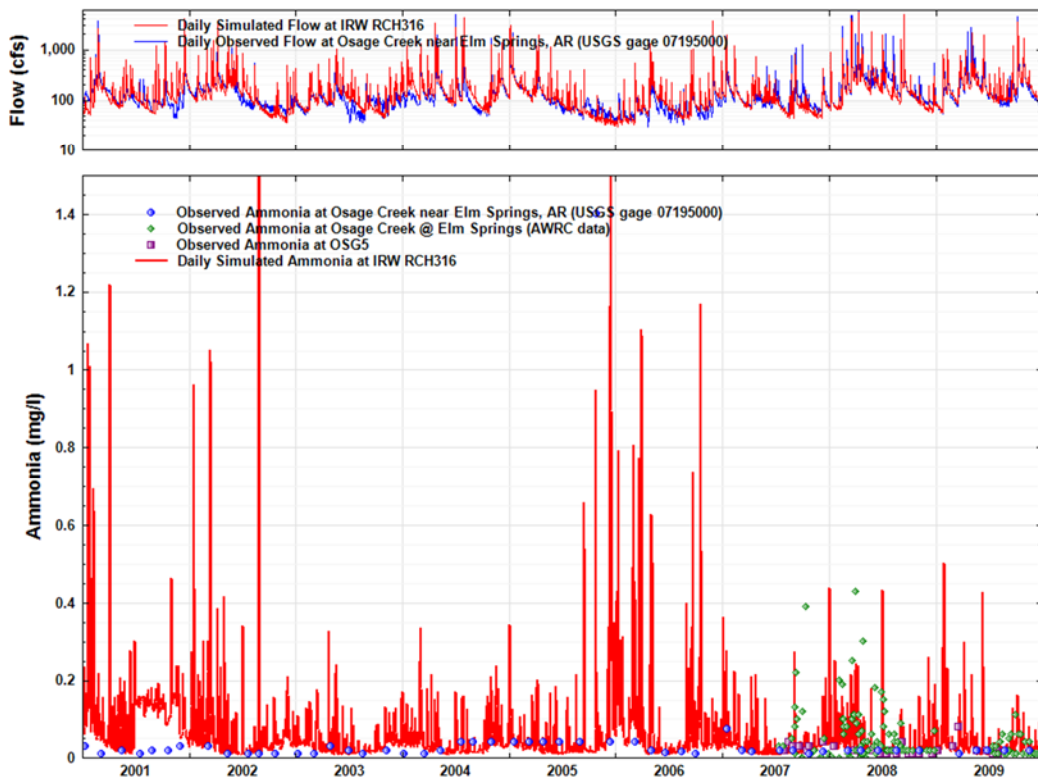 Flow (cfs)
1,000
100
10
Daily Simulated Flow at IRW RCH316
Daily Observed Flow at Osage Creek near Elm Springs, AR (USGS gage 07195000)
Ammonia (mg/l)
1.4
1.2
1
0.8
0.6
0.4
0.2
0
Observed Ammonia at Osage Creek near Elm Springs, AR (USGS gage 07195000)
Observed Ammonia at Osage Creek @ Elm Springs (AWRC data)
Observed Ammonia at OSG5
Daily Simulated Ammonia at IRW RCH316
2001 2002 2003 2004 2005 2006 2007 2008 2009